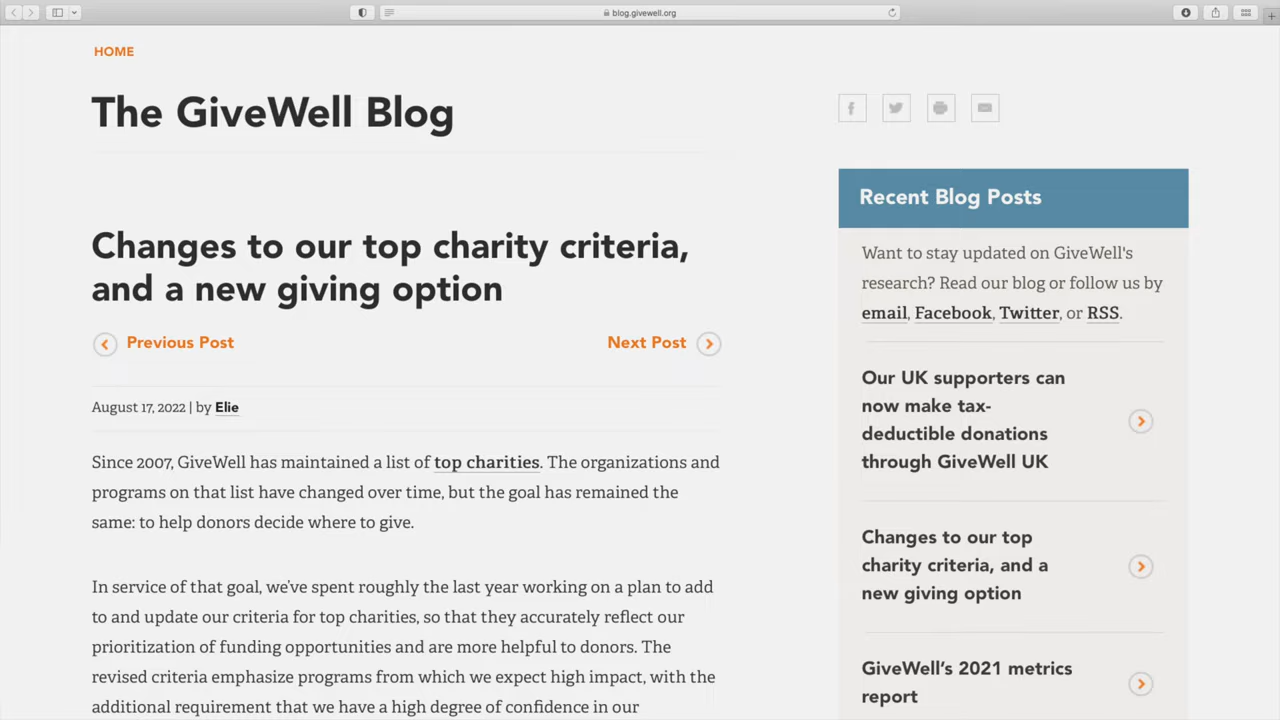 blog.givewell.org
HOME
The GiveWell Blog
Changes to our top charity criteria,
and a new giving option
Previous Post
Next Post
August 17, 2022 | by Elie
Since 2007, GiveWell has maintained a list of top charities. The organizations and
programs on that list have changed over time, but the goal has remained the
same: to help donors decide where to give.
In service of that goal, we’ve spent roughly the last year working on a plan to add
to and update our criteria for top charities, so that they accurately reflect our
prioritization of funding opportunities and are more helpful to donors. The
revised criteria emphasize programs from which we expect high impact, with the
additional requirement that we have a high degree of confidence in our
Recent Blog Posts
Want to stay updated on GiveWell's
research? Read our blog or follow us by
email, Facebook, Twitter, or RSS.
Our UK supporters can
now make tax-
deductible donations
through GiveWell UK
Changes to our top
charity criteria, and a
new giving option
GiveWell’s 2021 metrics
report